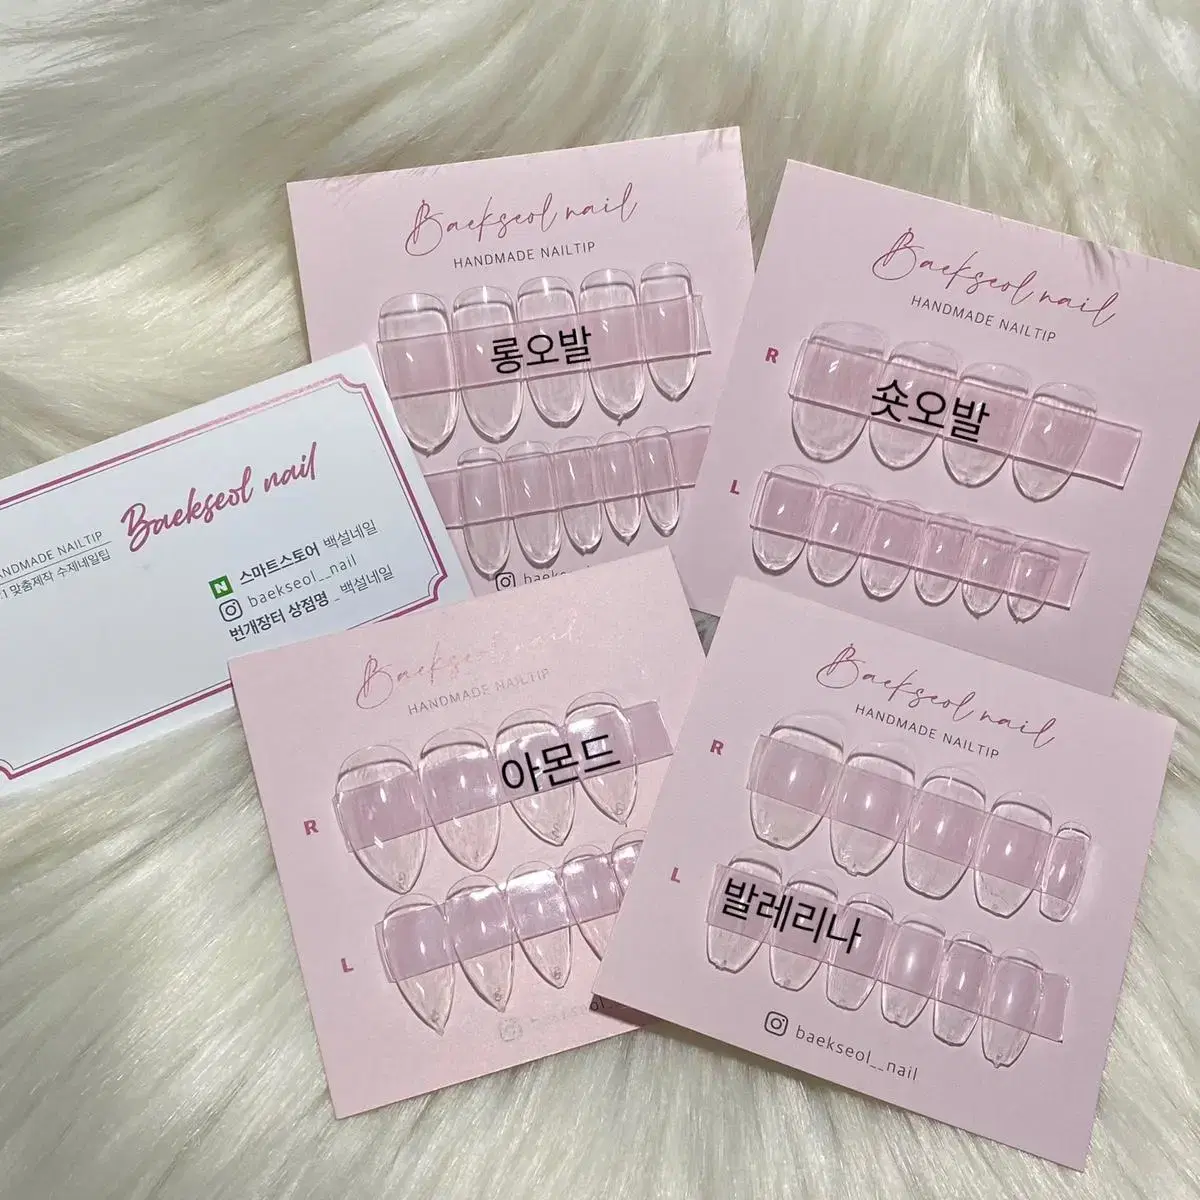 Baekseol nail
HANDMADE NAILTIP
롱오발
Baekseol nail
HANDMADE NAILTIP
R
숏오발
L
Baekseol nail
NDMADE NAILTIP
맞춤제작 수제네일팁
N 스마트스토어 백설네일
baekseol__nail
번개장터 상점명_백설네일
Baekseol nail
HANDMADE NAILTIP
아몬드
R
L
Baekseol nail
HANDMADE NAILTIP
R
L
발레리나
baekseol__nail